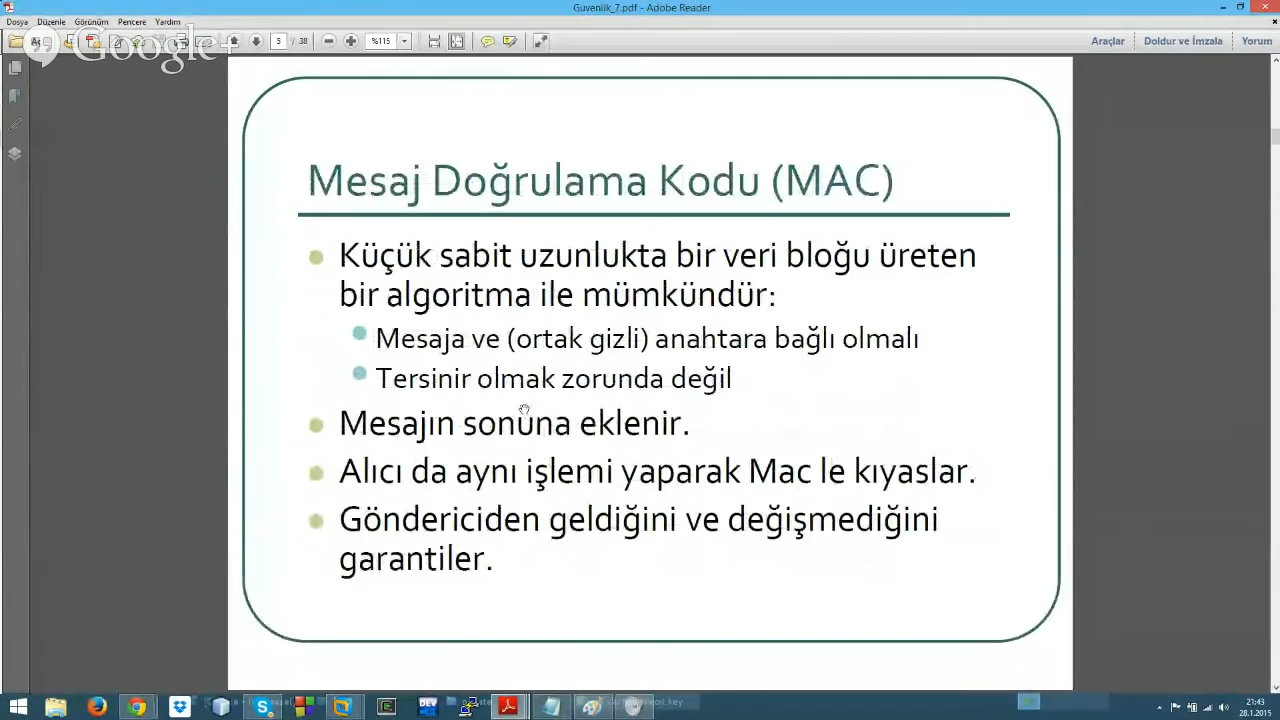 Guvenlik_7.pdf - Adobe Reader
Dosya Düzenle Görünüm Pencere Yardım
Google+
5 / 38
%115
Araçlar Doldur ve İmzala Yorum
Mesaj Doğrulama Kodu (MAC)
Küçük sabit uzunlukta bir veri bloğu üreten
bir algoritma ile mümkündür:
Mesaja ve (ortak gizli) anahtara bağlı olmalı
Tersinir olmak zorunda değil
Mesajın sonuna eklenir.
Alıcı da aynı işlemi yaparak Mac le kıyaslar.
Göndericiden geldiğini ve değişmediğini
garantiler.
DEV
21:43
28.1.2015